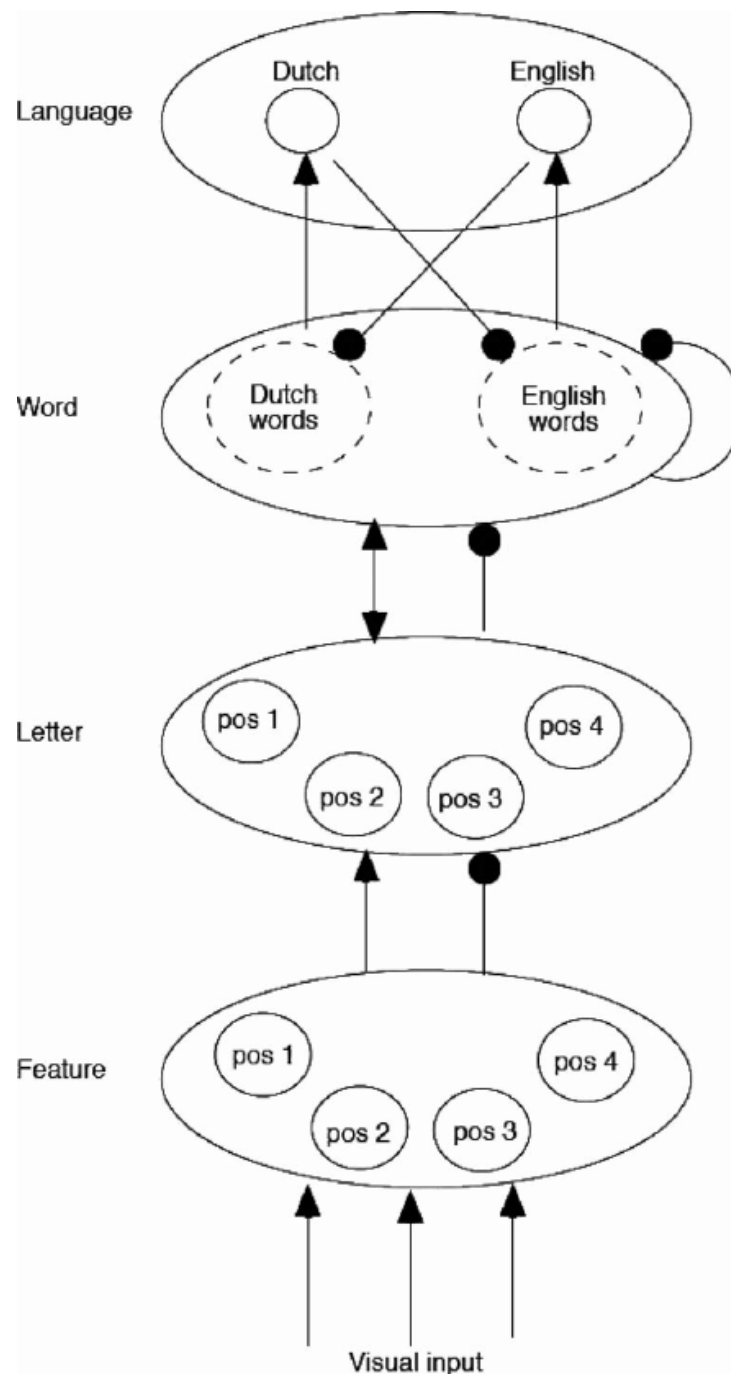 Dutch
English
Language
Dutch
words
English
words
Word
pos 1
pos 4
pos 2
pos 3
Letter
pos 1
pos 4
pos 2
pos 3
Feature
Visual input